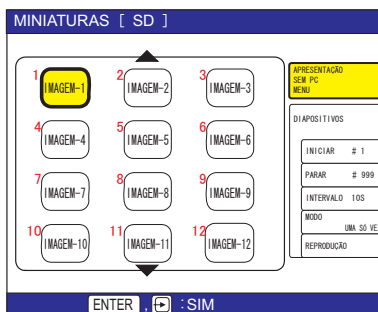 MINIATURAS [ SD ]
1 2 3
IMAGEM-1 IMAGEM-2 IMAGEM-3
4 5 6
IMAGEM-4 IMAGEM-5 IMAGEM-6
7 8 9
IMAGEM-7 IMAGEM-8 IMAGEM-9
10 11 12
IMAGEM-10 IMAGEM-11 IMAGEM-12
APRESENTAÇÃO
SEM PC
MENU
DIAPOSITIVOS
INICIAR # 1
PARAR # 999
INTERVALO 10S
MODO
UMA SÓ
REPRODUÇÃO
ENTER , : SIM